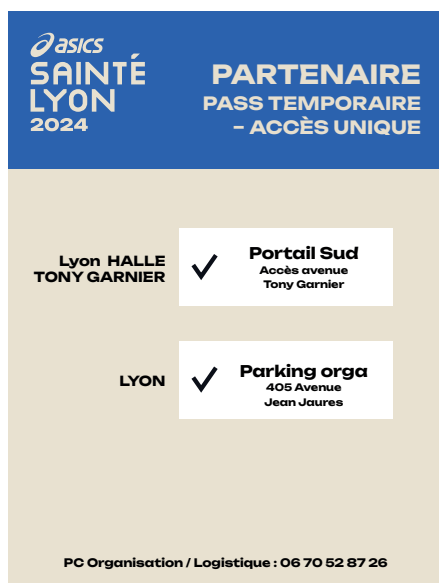 asics
SAINTÉ
LYON
2024
PARTENAIRE
PASS TEMPORAIRE
– ACCÈS UNIQUE
Lyon HALLE
TONY GARNIER
Portail Sud
Accès avenue
Tony Garnier
LYON
Parking orga
405 Avenue
Jean Jaures
PC Organisation / Logistique : 06 70 52 87 26